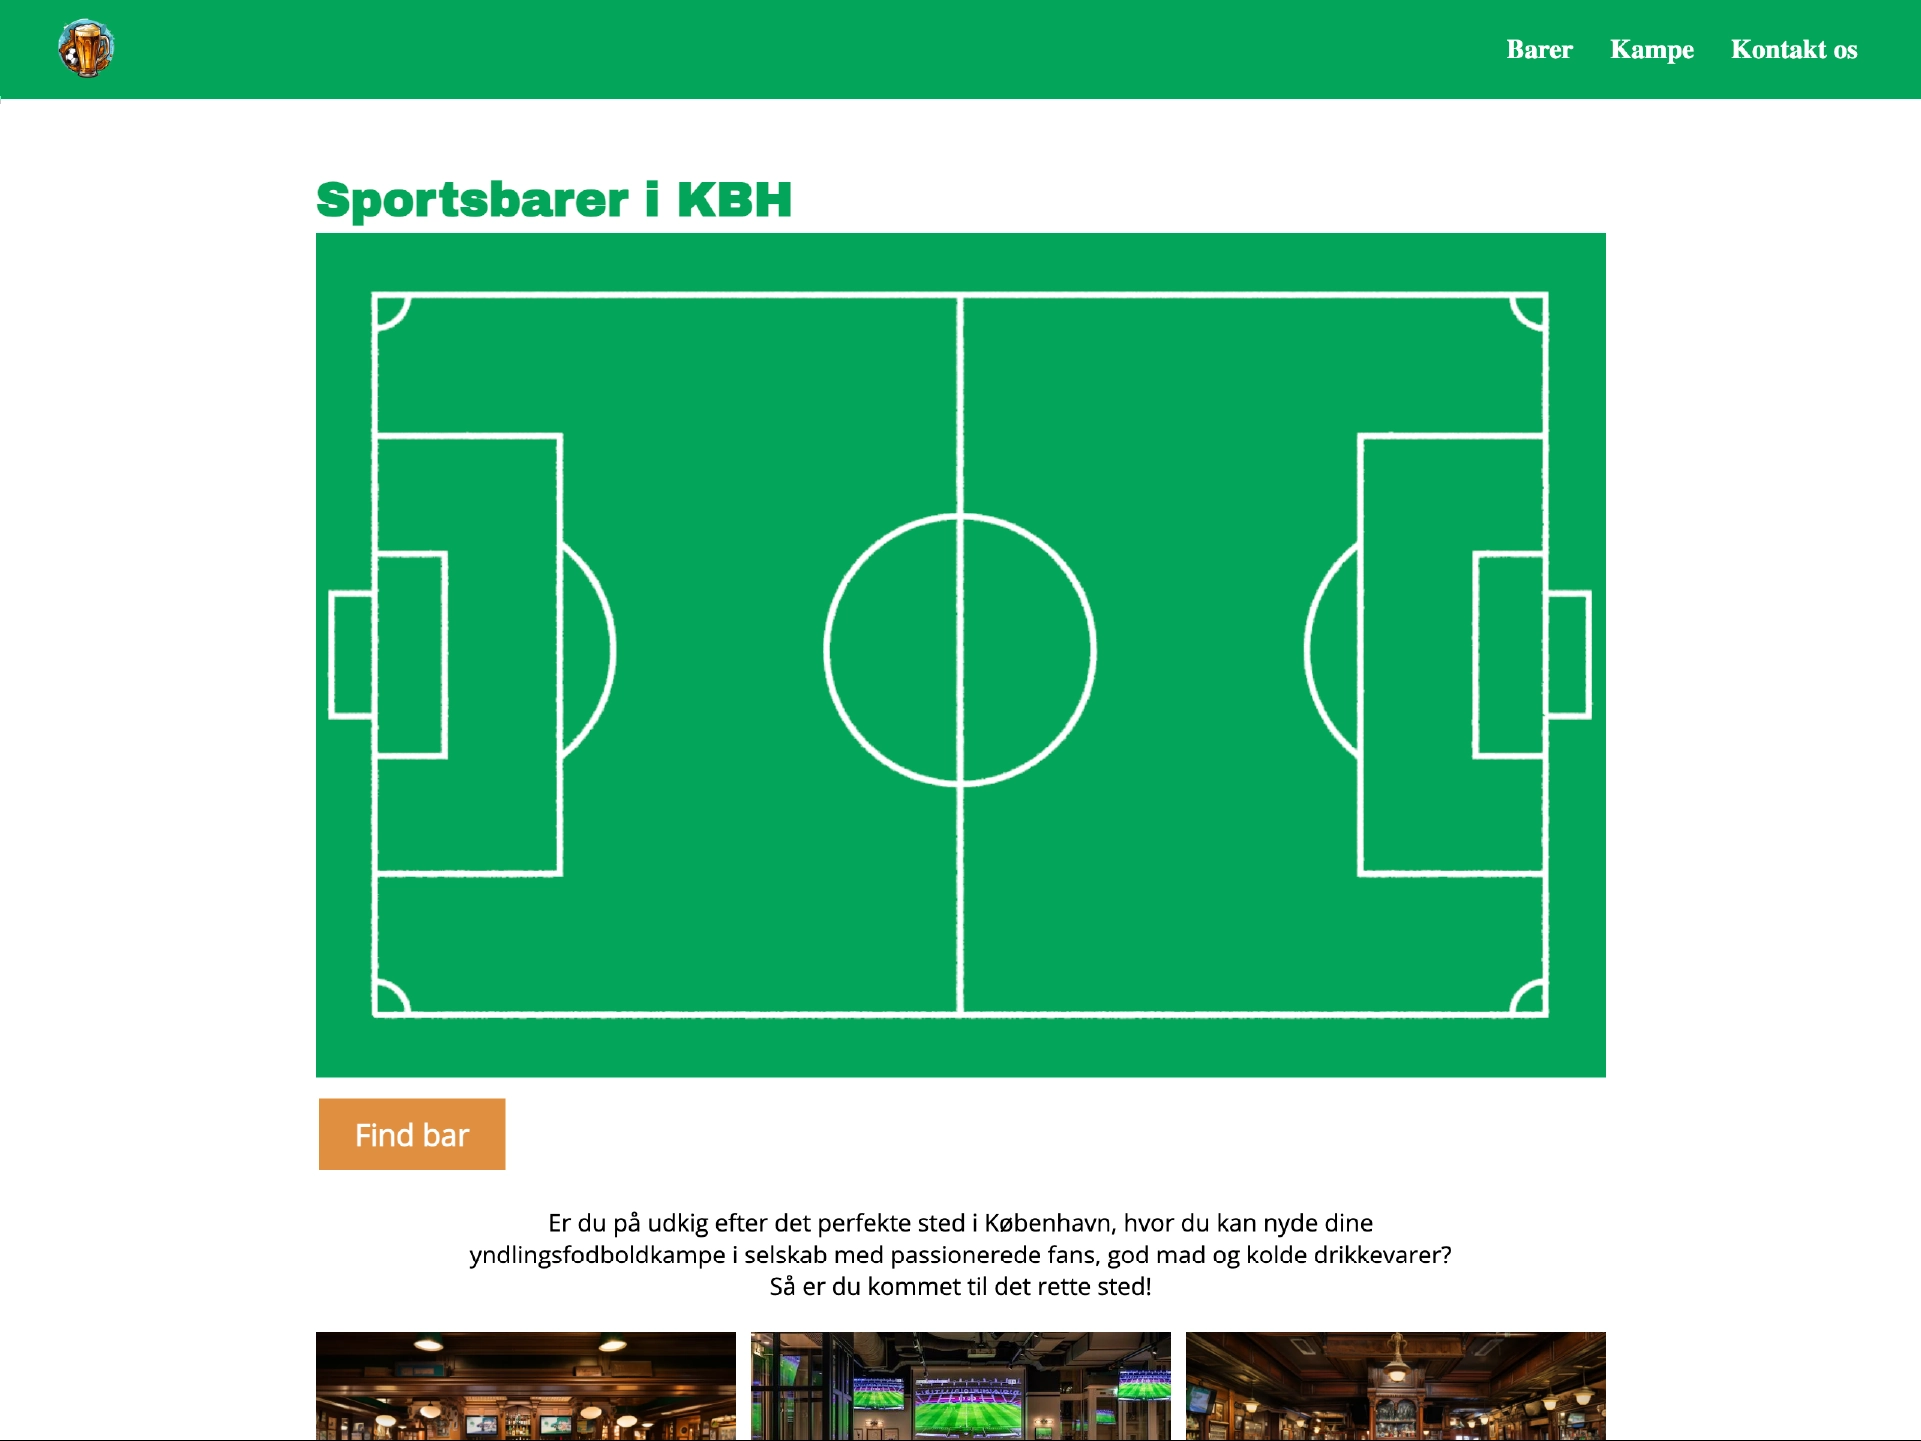 Barer Kampe Kontakt os
Sportsbarer i KBH
Find bar
Er du på udkig efter det perfekte sted i København, hvor du kan nyde dine
yndlingsfodboldkampe i selskab med passionerede fans, god mad og kolde drikkevarer?
Så er du kommet til det rette sted!